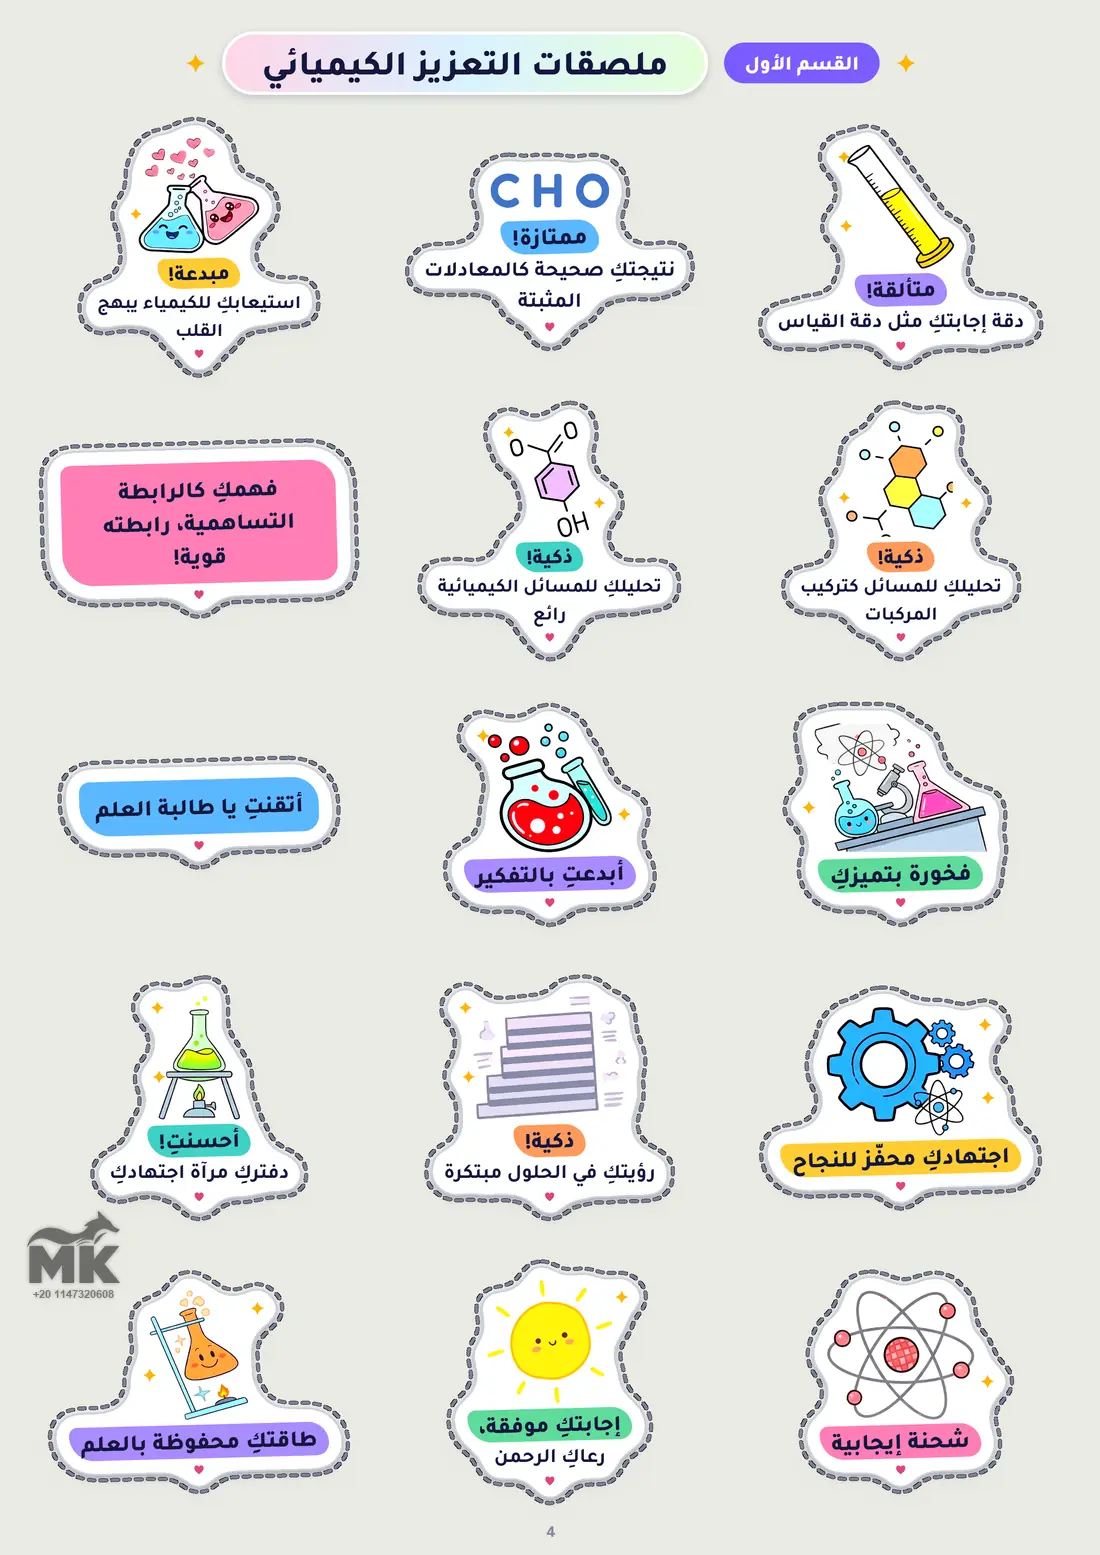 القسم الأول
ملصقات التعزيز الكيميائي
متألقة!
دقة إجابتكِ مثل دقة القياس
CHO
ممتازة!
نتيجتكِ صحيحة كالمعادلات
المثبتة
مبدعة!
استيعابكِ للكيمياء يبهج
القلب
ذكية!
تحليلكِ للمسائل كتركيب
المركبات
O
O
OH
ذكية!
تحليلكِ للمسائل الكيميائية
رائع
فهمكِ كالرابطة
التساهمية، رابطته
قوية!
فخورة بتميزكِ
أبدعتِ بالتفكير
أتقنتِ يا طالبة العلم
اجتهادكِ محفّز للنجاح
ذكية!
رؤيتكِ في الحلول مبتكرة
أحسنتِ!
دفتركِ مرآة اجتهادكِ
MK
+20 1147320608
شحنة إيجابية
إجابتكِ موفقة،
رعاكِ الرحمن
طاقتكِ محفوظة بالعلم
4